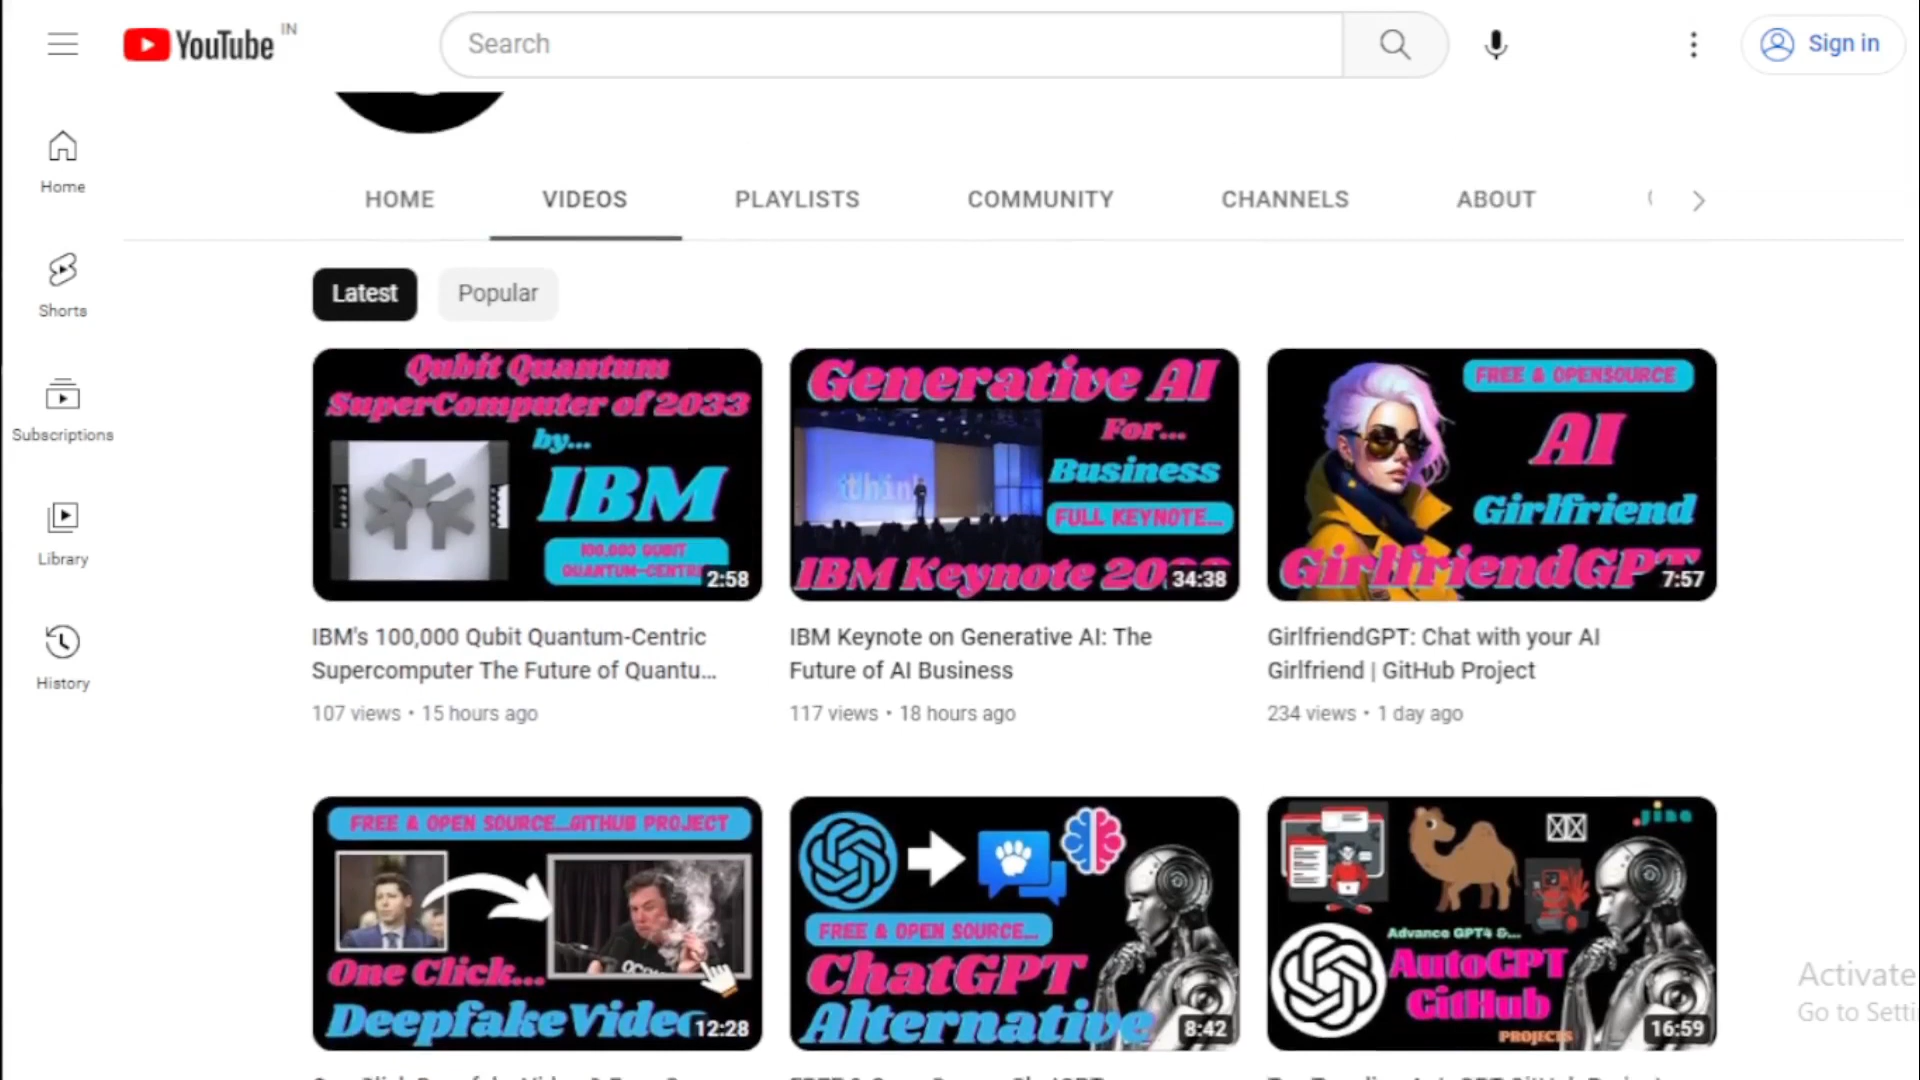 YouTube IN
Search
Sign in
Home
Shorts
Subscriptions
Library
History
HOME
VIDEOS
PLAYLISTS
COMMUNITY
CHANNELS
ABOUT
Latest
Popular
Qubit Quantum
SuperComputer of 2033
by...
IBM
100,000 QUBIT
QUANTUM-CENTRI
2:58
Generative AI
For...
Business
FULL KEYNOTE...
IBM Keynote 20
34:38
think
FREE & OPENSOURCE
AI
Girlfriend
GirlfriendGPT
7:57
IBM's 100,000 Qubit Quantum-Centric
Supercomputer The Future of Quantu...
107 views • 15 hours ago
IBM Keynote on Generative AI: The
Future of AI Business
117 views • 18 hours ago
GirlfriendGPT: Chat with your AI
Girlfriend | GitHub Project
234 views • 1 day ago
FREE & OPEN SOURCE...GITHUB PROJECT
One Click...
Deepfake Video
12:28
FREE & OPEN SOURCE...
ChatGPT
Alternative
8:42
jina
Advance GPT4 &...
AutoGPT
GitHub
PROJECTS
16:59
Activate
Go to Setti